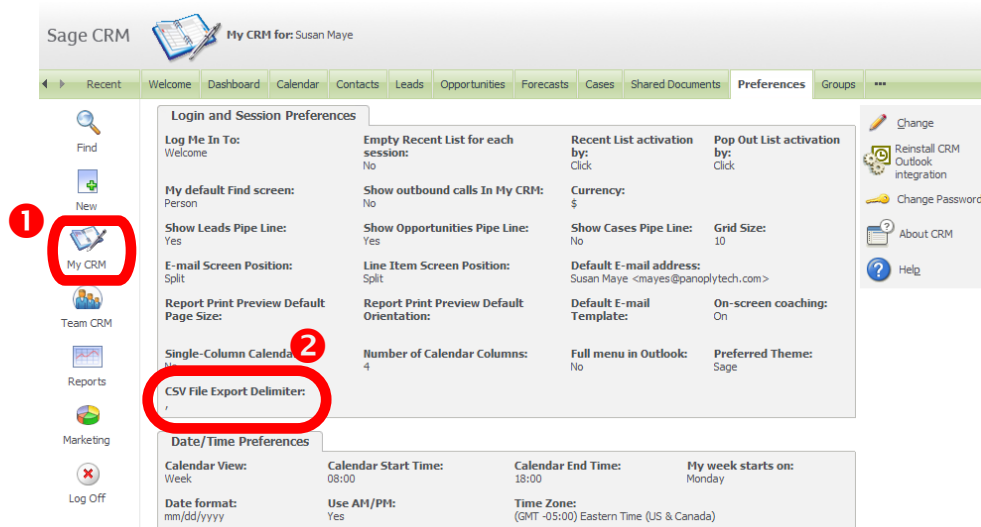 Sage CRM
My CRM for: Susan Maye
Recent Welcome Dashboard Calendar Contacts Leads Opportunities Forecasts Cases Shared Documents Preferences Groups •••
Find
New
1
My CRM
Team CRM
Reports
Marketing
Log Off
Login and Session Preferences
Log Me In To:
Welcome
Empty Recent List for each
session:
No
Recent List activation
by:
Click
Pop Out List activation
by:
Click
My default Find screen:
Person
Show outbound calls In My CRM:
No
Currency:
$
Show Leads Pipe Line:
Yes
Show Opportunities Pipe Line:
Yes
Show Cases Pipe Line:
No
Grid Size:
10
E-mail Screen Position:
Split
Line Item Screen Position:
Split
Default E-mail address:
Susan Maye <mayes@panoplytech.com>
Report Print Preview Default
Page Size:
Report Print Preview Default
Orientation:
Default E-mail
Template:
On-screen coaching:
On
Single-Column Calenda
2
Number of Calendar Columns:
4
Full menu in Outlook:
No
Preferred Theme:
Sage
CSV File Export Delimiter:
,
Date/Time Preferences
Calendar View:
Week
Calendar Start Time:
08:00
Calendar End Time:
18:00
My week starts on:
Monday
Date format:
mm/dd/yyyy
Use AM/PM:
Yes
Time Zone:
(GMT -05:00) Eastern Time (US & Canada)
Change
Reinstall CRM
Outlook
integration
Change Password
About CRM
Help